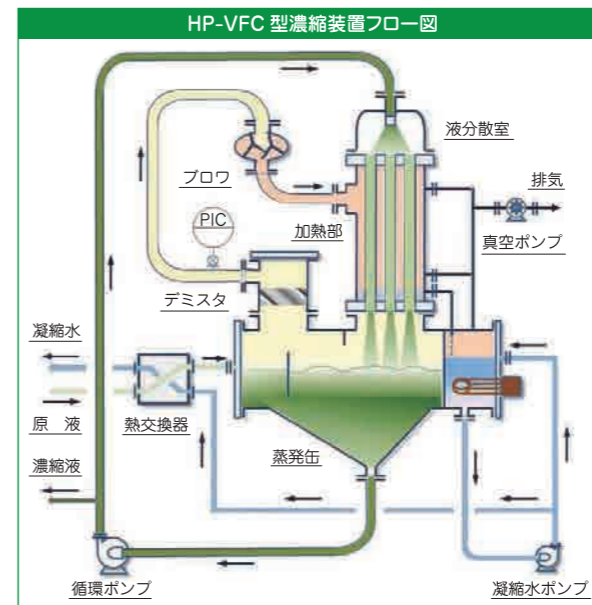 HP-VFC 型濃縮装置フロー図
液分散室
ブロワ
排気
PIC
加熱部
真空ポンプ
デミスタ
凝縮水
原　液
熱交換器
濃縮液
蒸発缶
循環ポンプ
凝縮水ポンプ